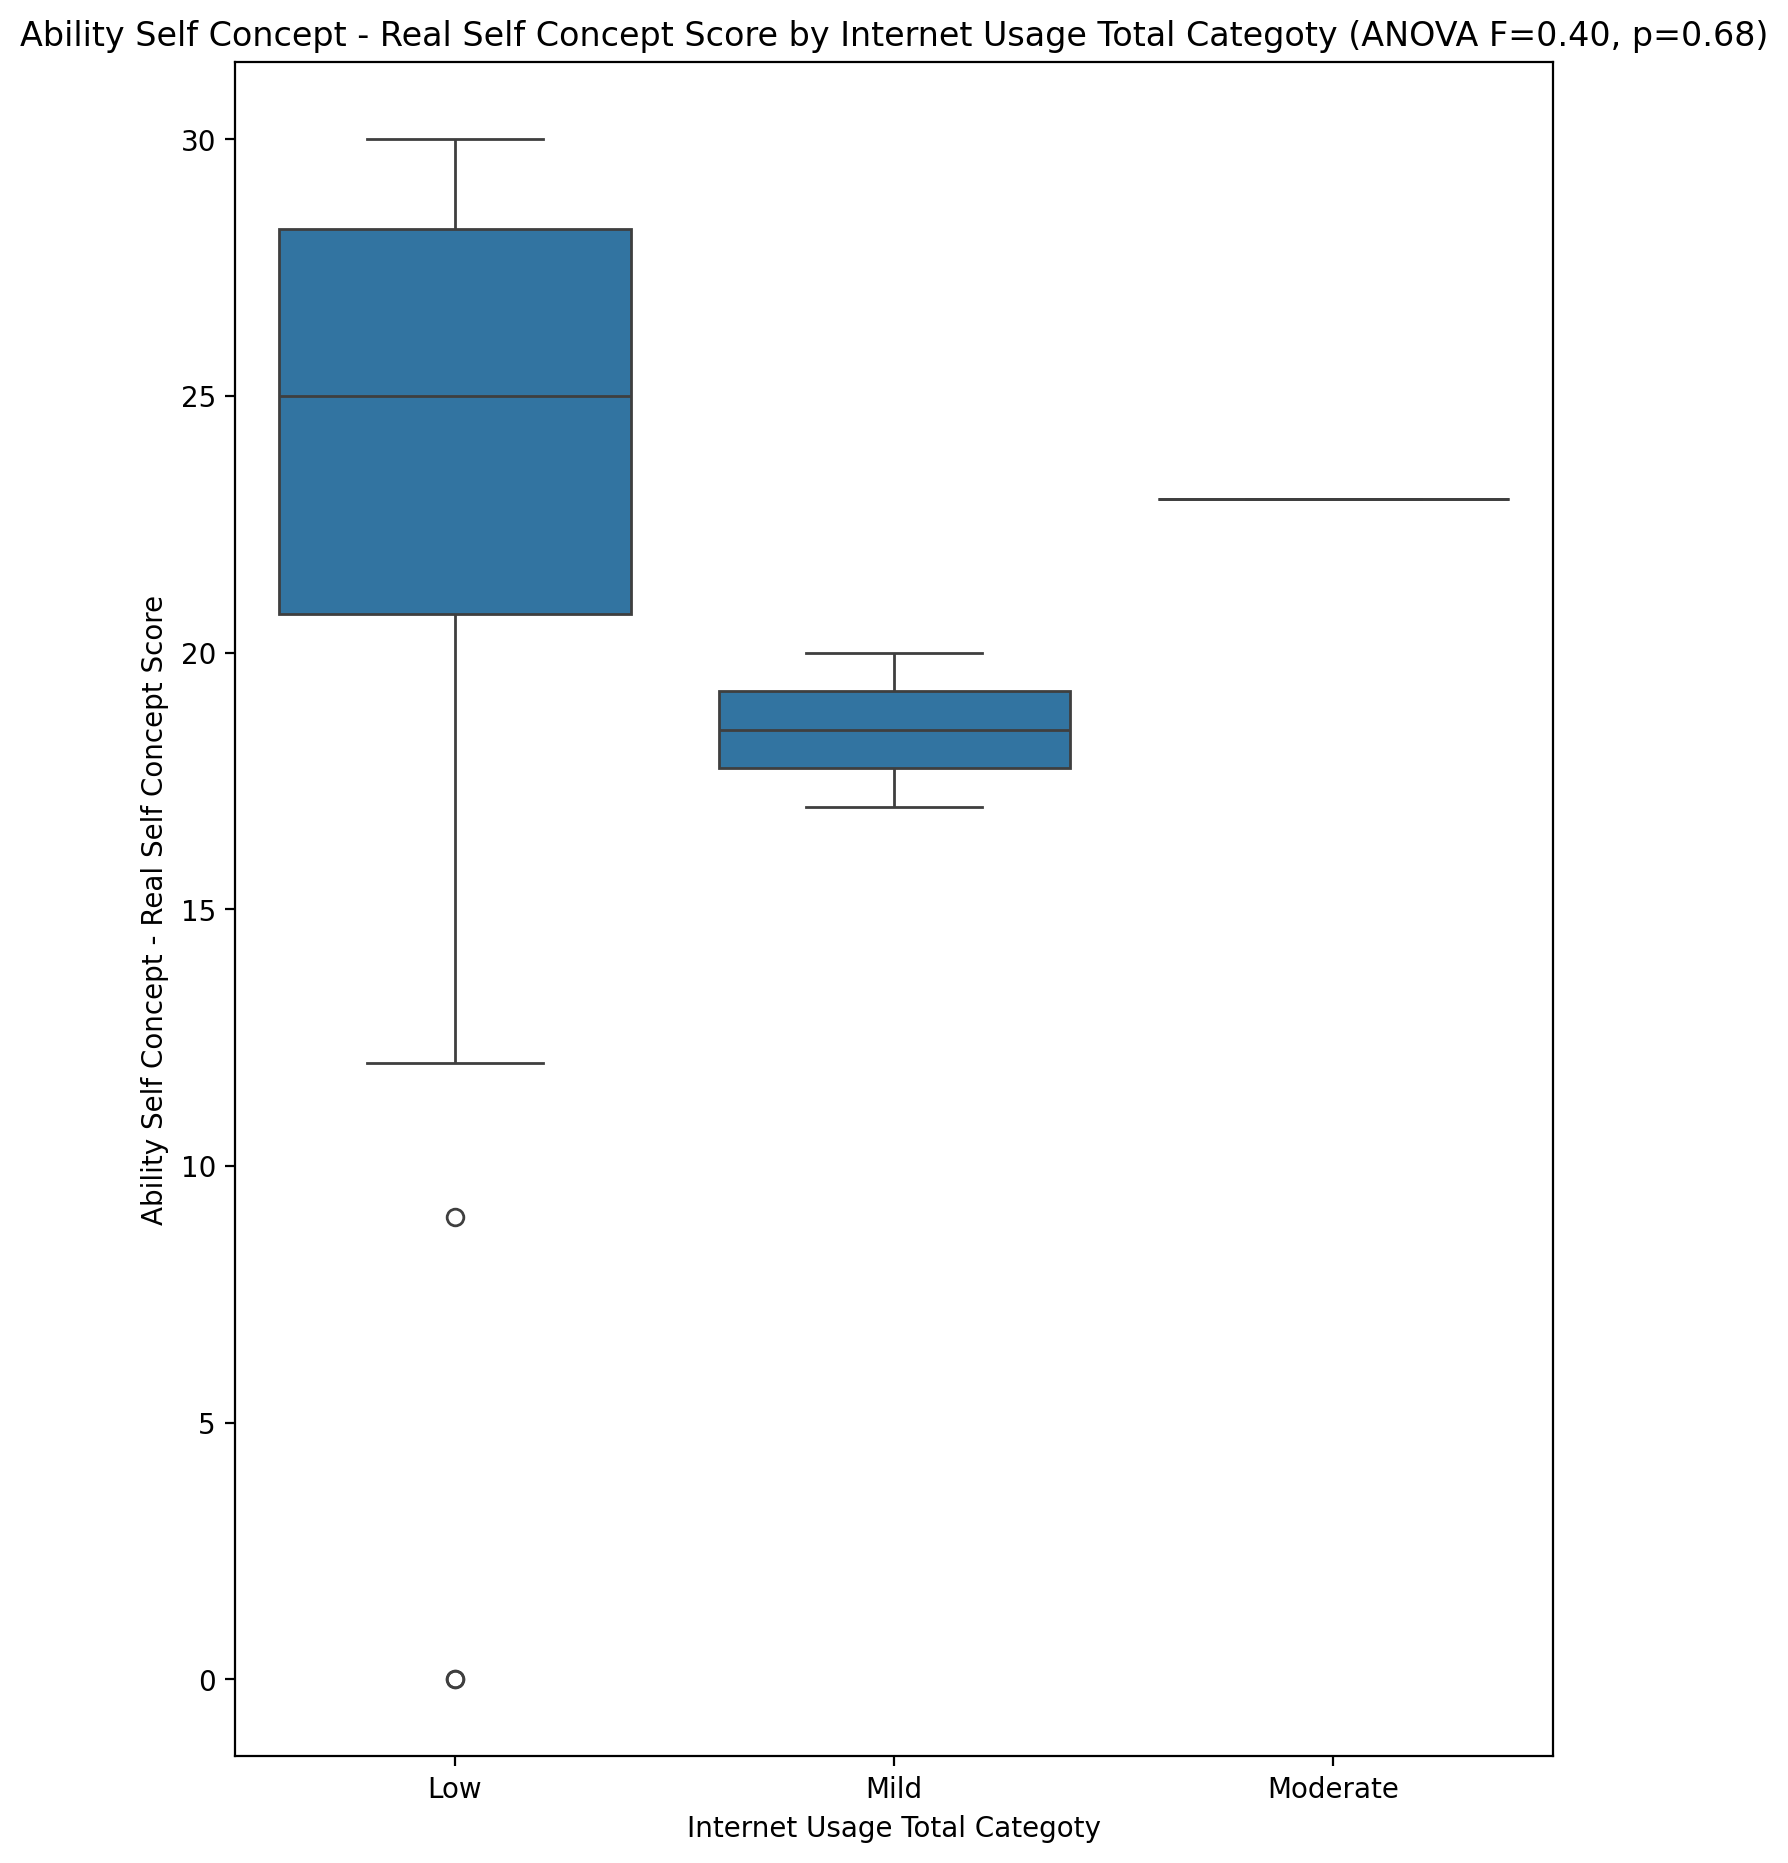 Ability Self Concept - Real Self Concept Score by Internet Usage Total Categoty (ANOVA F=0.40, p=0.68)
Ability Self Concept - Real Self Concept Score
30
25
20
15
10
5
0
Low
Mild
Moderate
Internet Usage Total Categoty